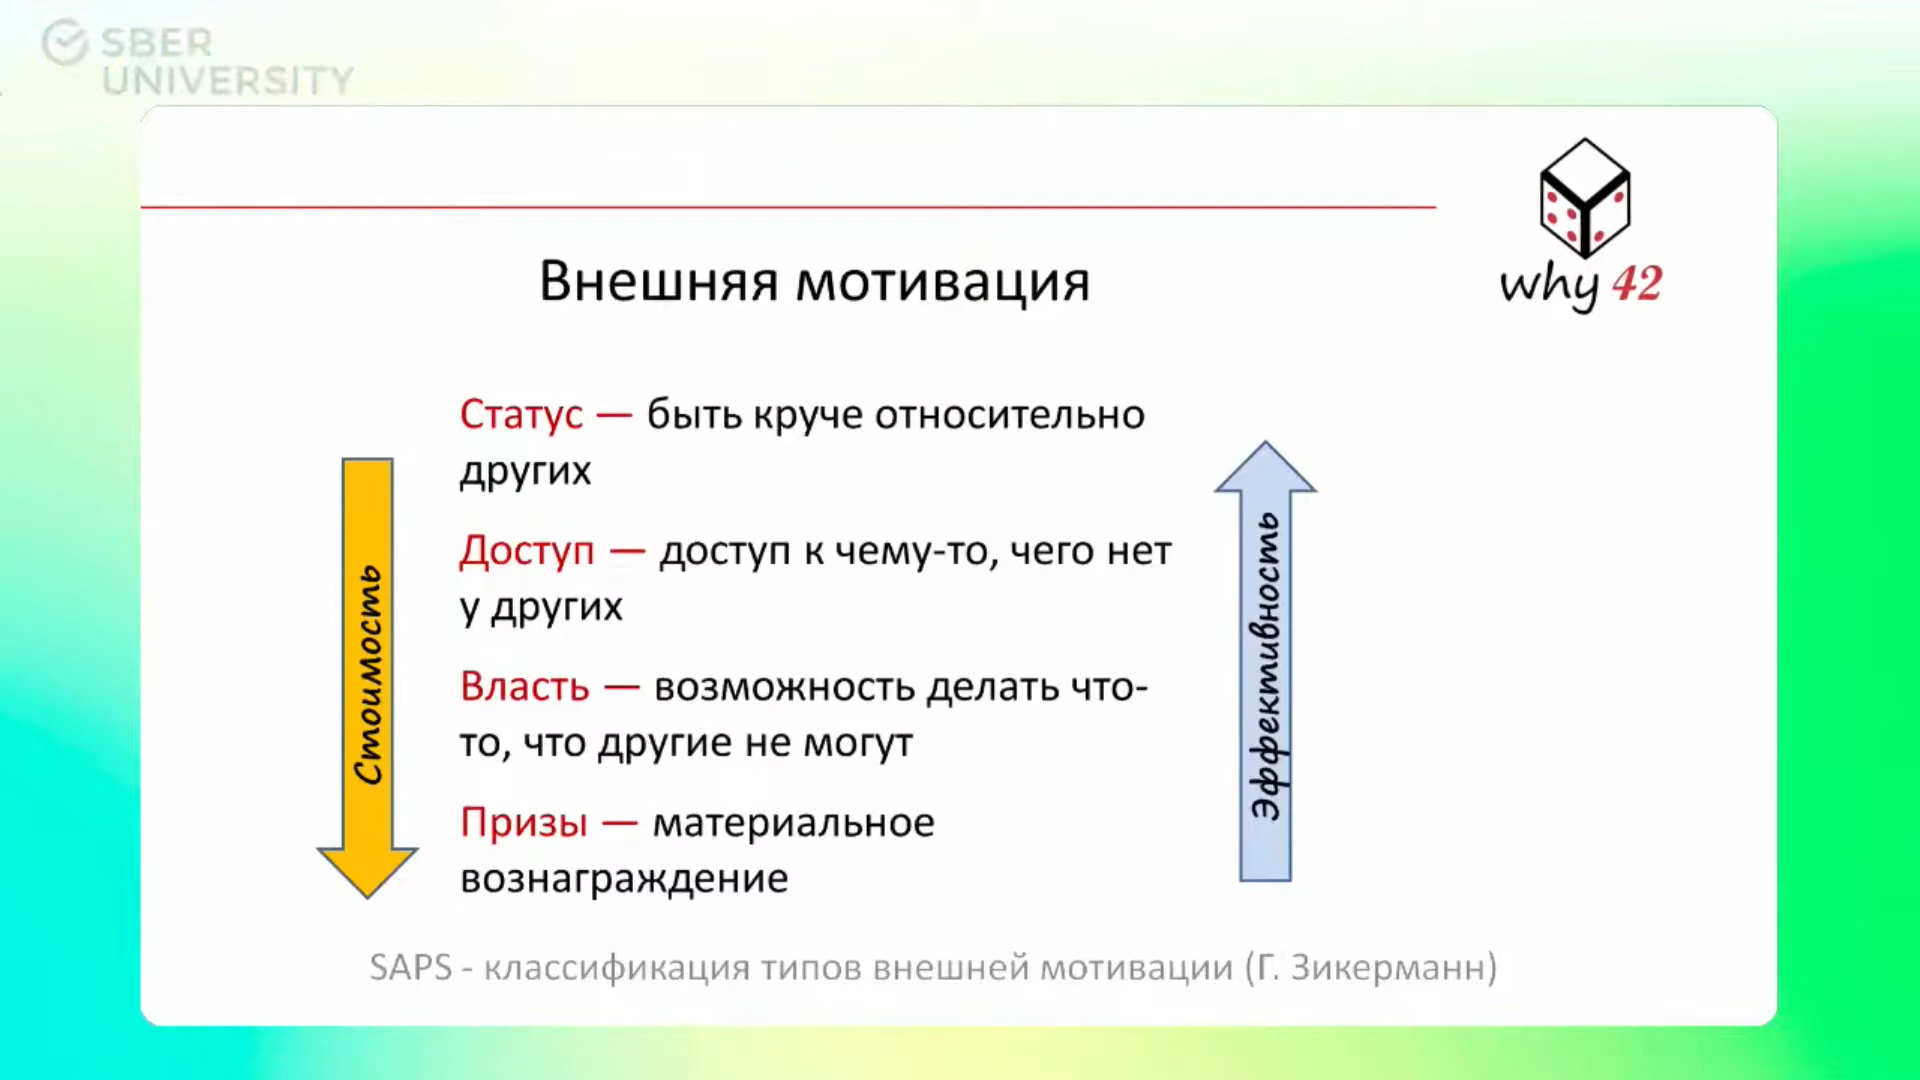 SBER
UNIVERSITY
why 42
Внешняя мотивация
Статус — быть круче относительно
других
Доступ — доступ к чему-то, чего нет
у других
Власть — возможность делать что-
то, что другие не могут
Призы — материальное
вознаграждение
Стоимость
Эффективность
SAPS - классификация типов внешней мотивации (Г. Зикерманн)